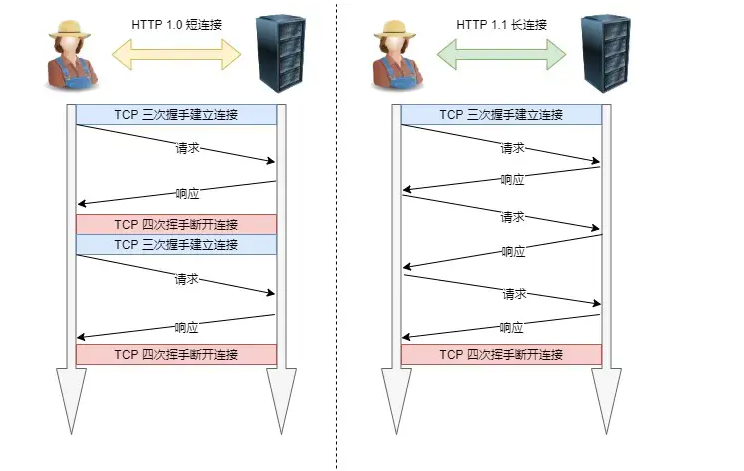 HTTP 1.0 短连接
TCP 三次握手建立连接
请求
响应
TCP 四次挥手断开连接
TCP 三次握手建立连接
请求
响应
TCP 四次挥手断开连接
HTTP 1.1 长连接
TCP 三次握手建立连接
请求
响应
请求
响应
请求
响应
TCP 四次挥手断开连接